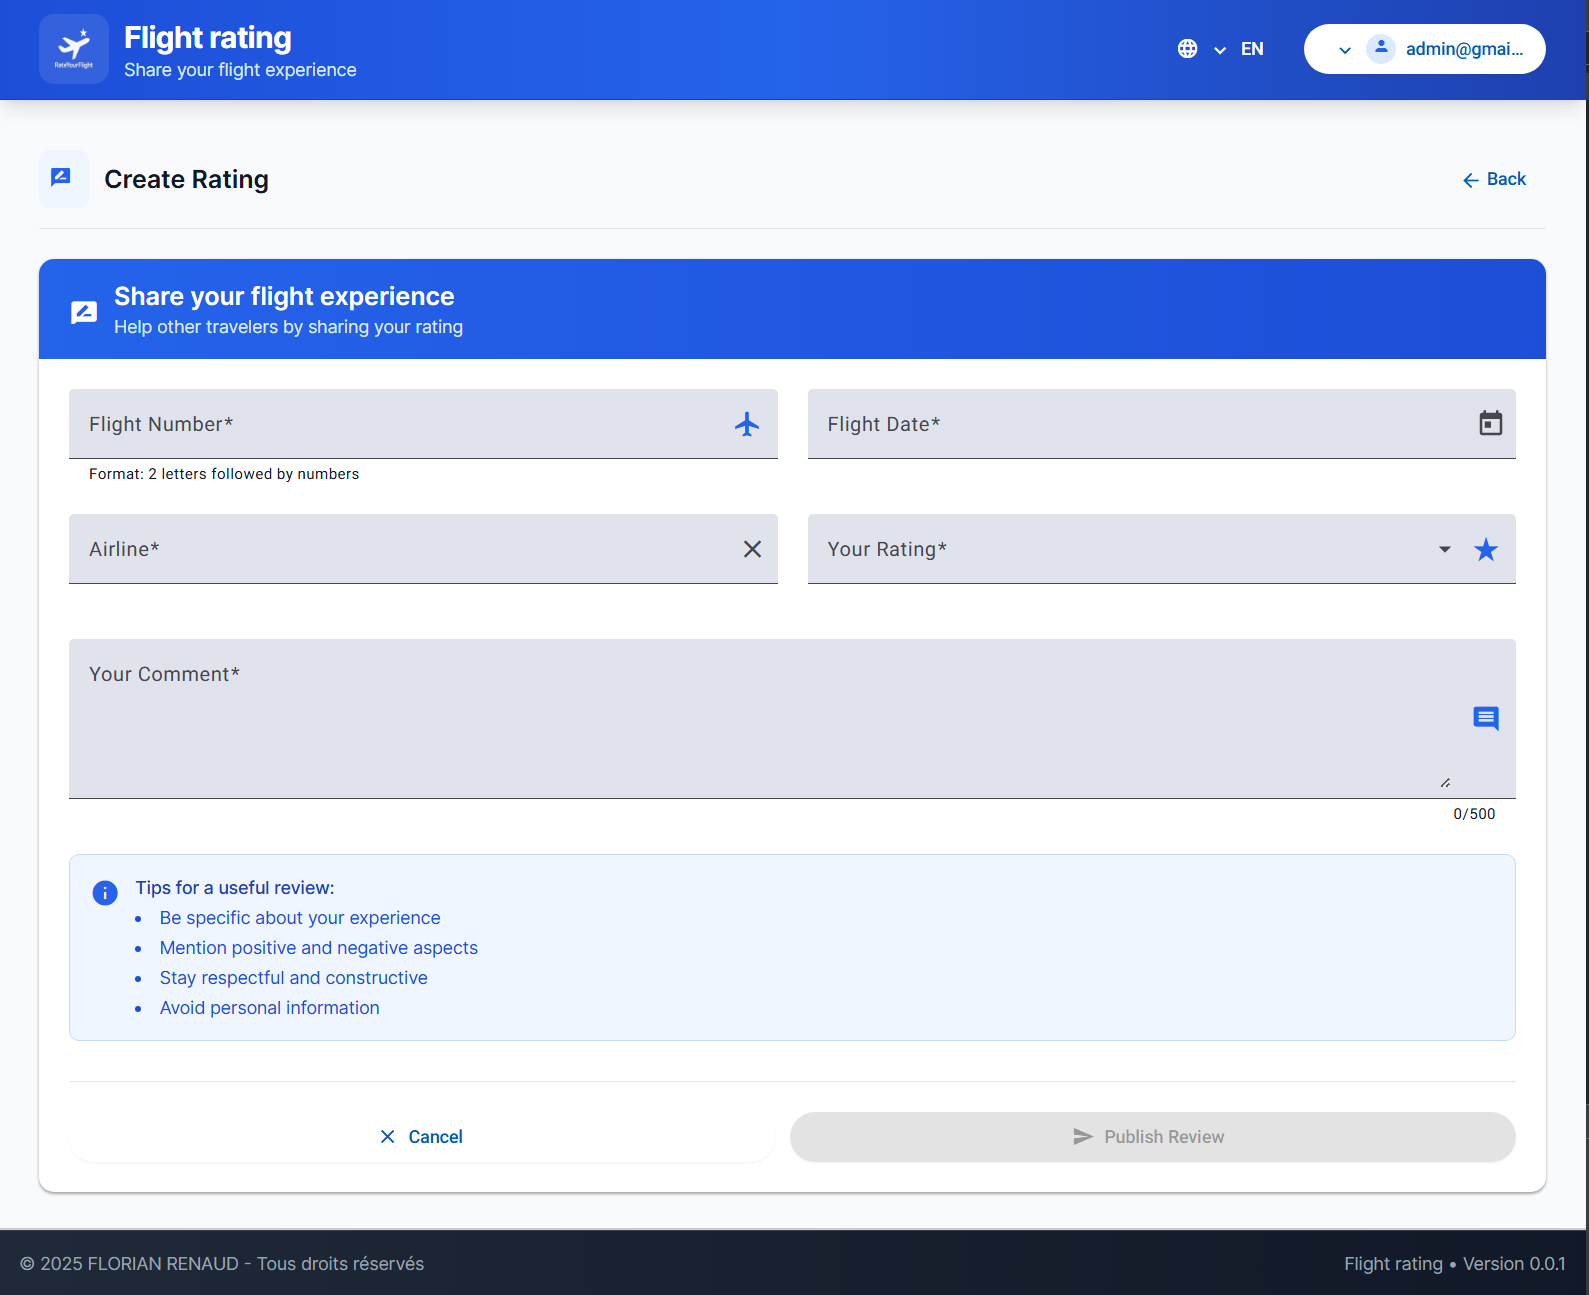 RateYourFlight
Flight rating
Share your flight experience
EN
admin@gmai...
Create Rating
Back
Share your flight experience
Help other travelers by sharing your rating
Flight Number*
Flight Date*
Format: 2 letters followed by numbers
Airline*
Your Rating*
Your Comment*
0/500
Tips for a useful review:
Be specific about your experience
Mention positive and negative aspects
Stay respectful and constructive
Avoid personal information
Cancel
Publish Review
© 2025 FLORIAN RENAUD - Tous droits réservés
Flight rating • Version 0.0.1